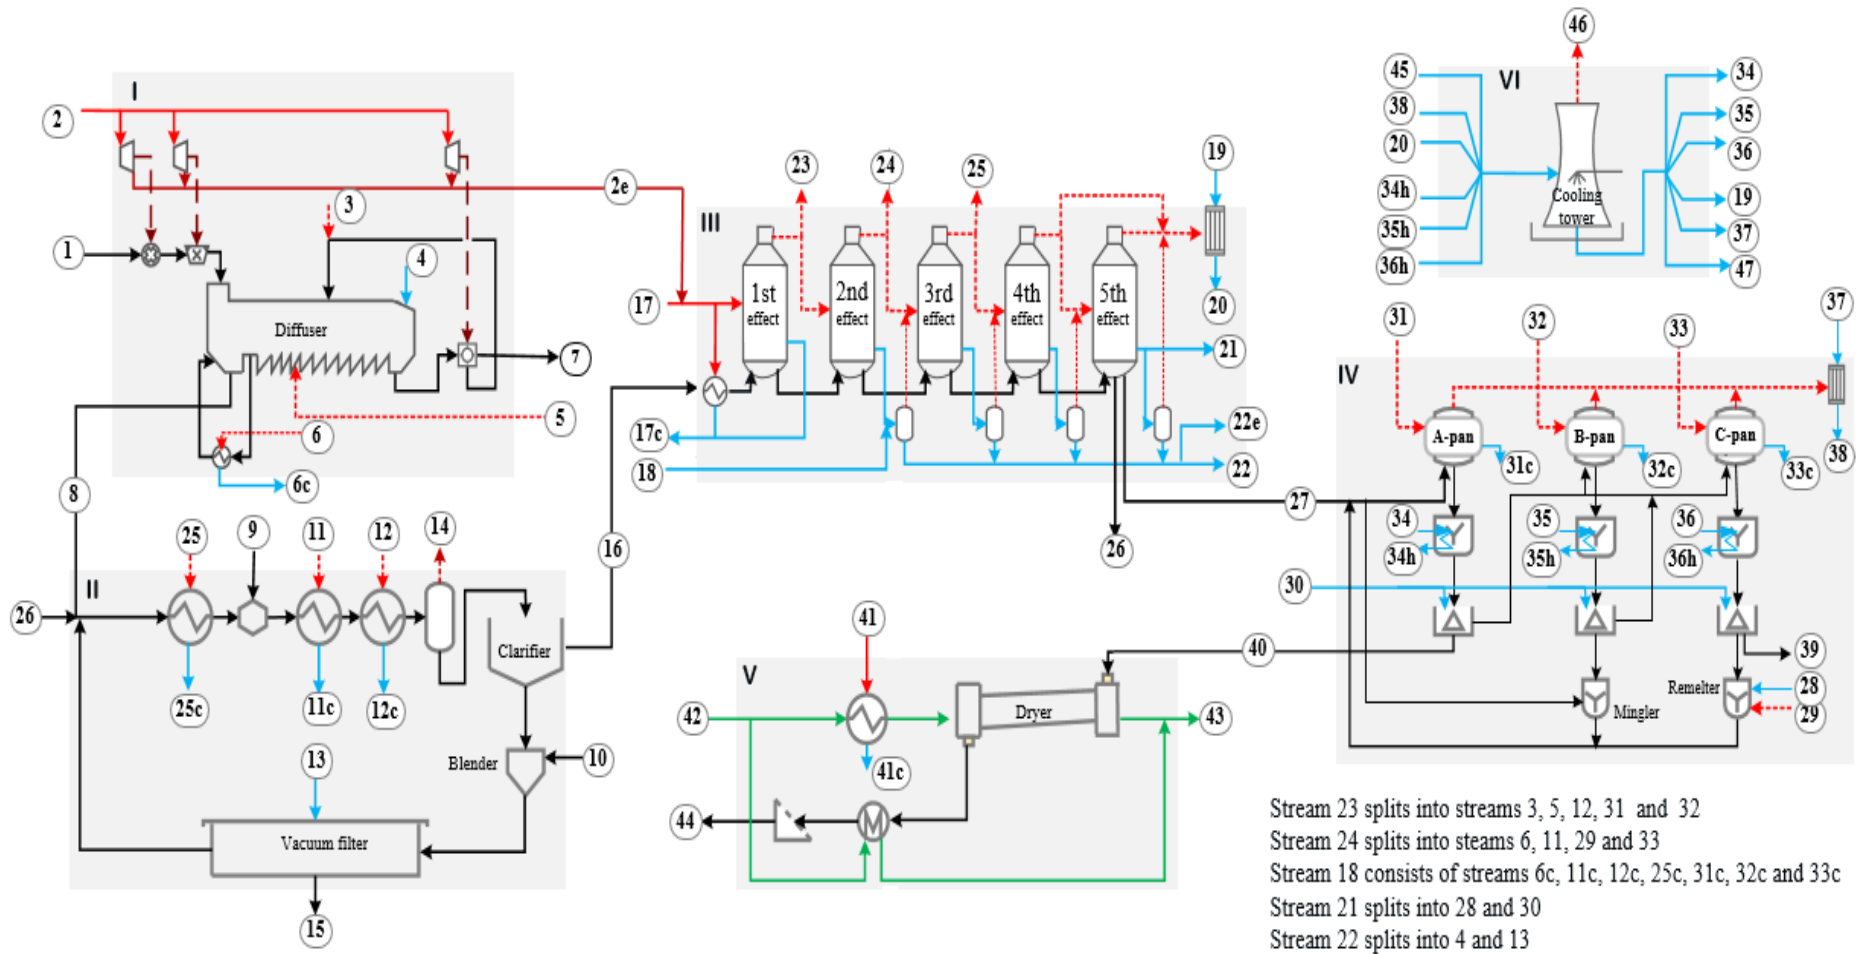 46
45
VI
34
38
35
20
36
Cooling
tower
34h
19
35h
37
36h
47
I
2
2e
3
1
4
Diffuser
7
5
6
6c
8
23
24
25
19
III
17
1st
effect
2nd
effect
3rd
effect
4th
effect
5th
effect
20
21
17c
18
22e
22
16
26
27
31
32
33
37
IV
A-pan
B-pan
C-pan
31c
32c
33c
38
34
34h
35
35h
36
36h
30
40
39
Remelter
28
29
Mingler
25
9
11
12
14
II
26
Clarifier
25c
11c
12c
Blender
10
13
Vacuum filter
15
41
V
42
Dryer
43
41c
44
Stream 23 splits into streams 3, 5, 12, 31 and 32
Stream 24 splits into steams 6, 11, 29 and 33
Stream 18 consists of streams 6c, 11c, 12c, 25c, 31c, 32c and 33c
Stream 21 splits into 28 and 30
Stream 22 splits into 4 and 13